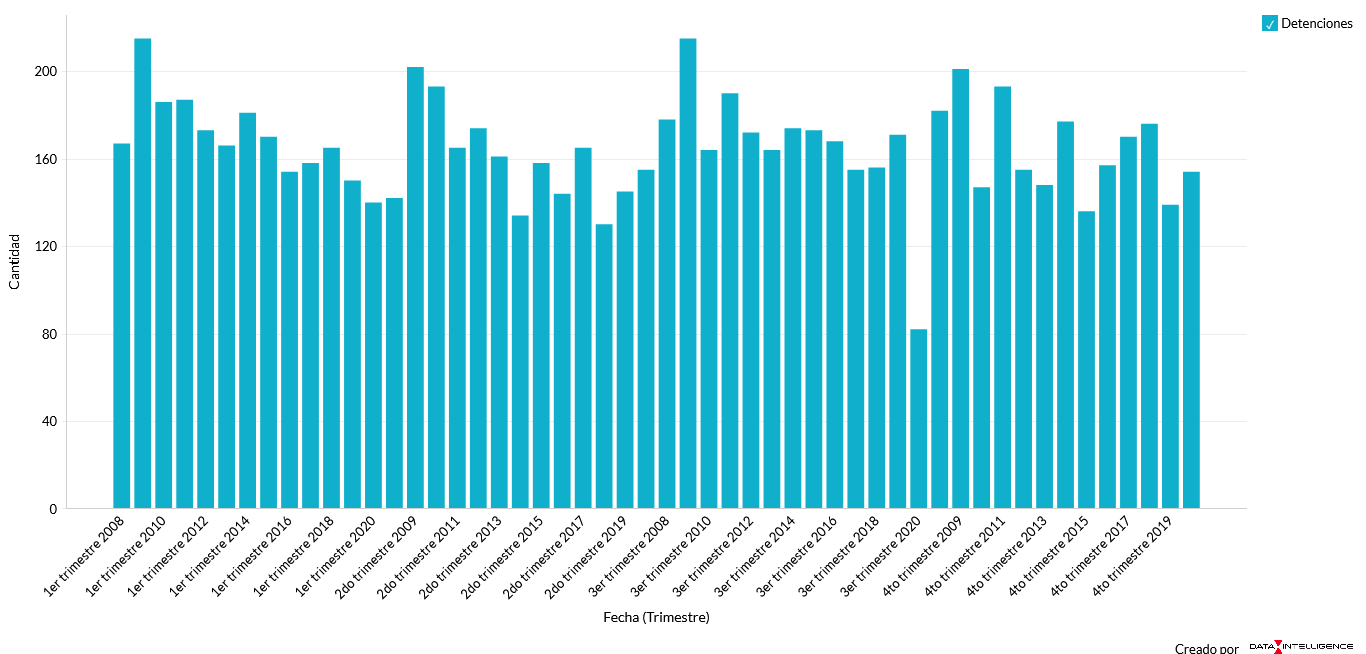 Detenciones
200
160
120
80
40
0
Cantidad
1er trimestre 2008
1er trimestre 2010
1er trimestre 2012
1er trimestre 2014
1er trimestre 2016
1er trimestre 2018
1er trimestre 2020
2do trimestre 2009
2do trimestre 2011
2do trimestre 2013
2do trimestre 2015
2do trimestre 2017
2do trimestre 2019
3er trimestre 2008
3er trimestre 2010
3er trimestre 2012
3er trimestre 2014
3er trimestre 2016
3er trimestre 2018
3er trimestre 2020
4to trimestre 2009
4to trimestre 2011
4to trimestre 2013
4to trimestre 2015
4to trimestre 2017
4to trimestre 2019
Fecha (Trimestre)
Creado por DATA INTELLIGENCE